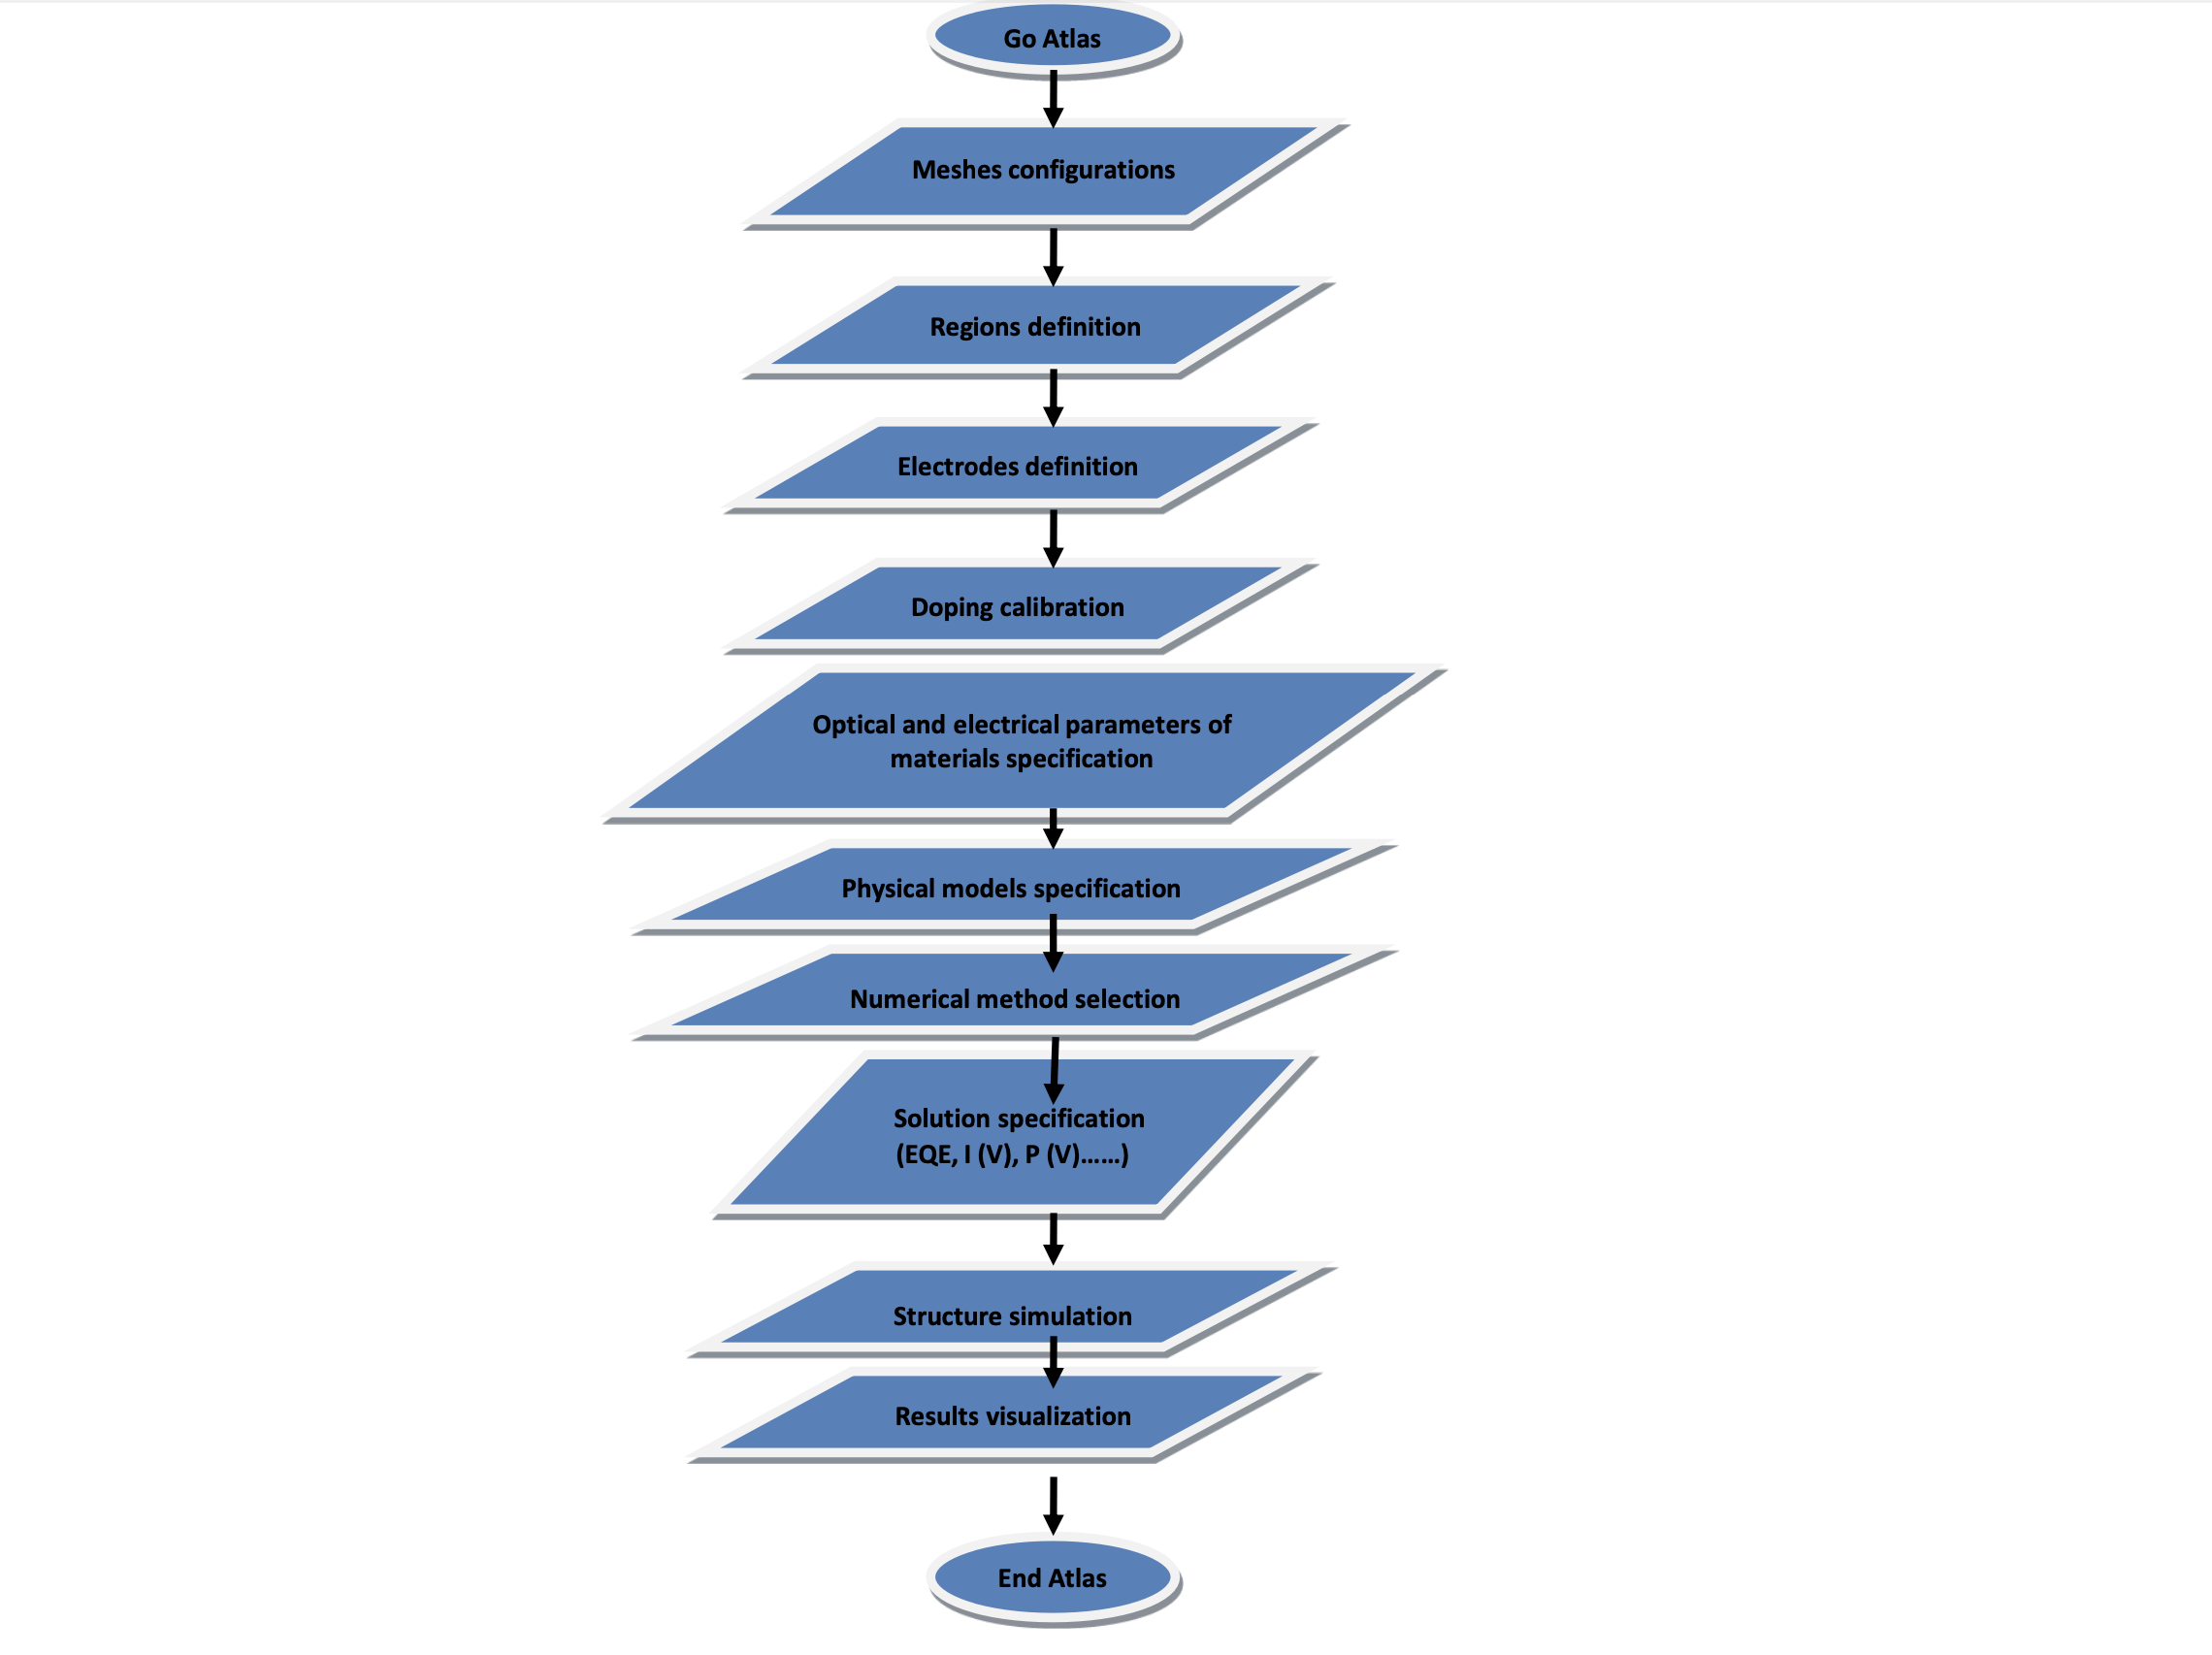 Go Atlas
Meshes configurations
Regions definition
Electrodes definition
Doping calibration
Optical and electrical parameters of
materials specification
Physical models specification
Numerical method selection
Solution specification
(EQE, I (V), P (V)......)
Structure simulation
Results visualization
End Atlas